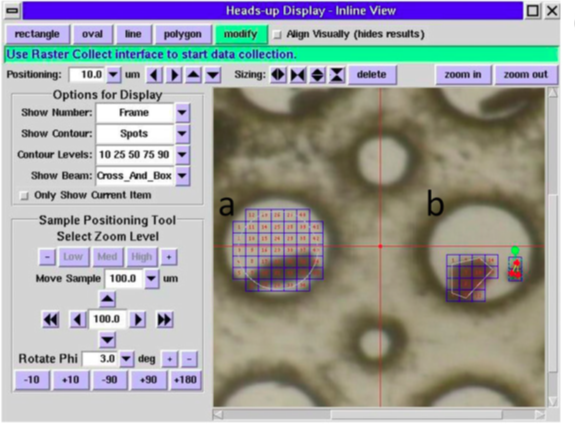 Heads-up Display - Inline View
rectangle oval line polygon modify Align Visually (hides results)
Use Raster Collect interface to start data collection.
Positioning: 10.0 um Sizing: delete zoom in zoom out
Options for Display
Show Number: Frame
Show Contour: Spots
Contour Levels: 10 25 50 75 90
Show Beam: Cross_And_Box
Only Show Current Item
Sample Positioning Tool
Select Zoom Level
- Low Med High +
Move Sample 100.0 um
100.0
Rotate Phi 3.0 deg + -
-10 +10 -90 +90 +180
a b